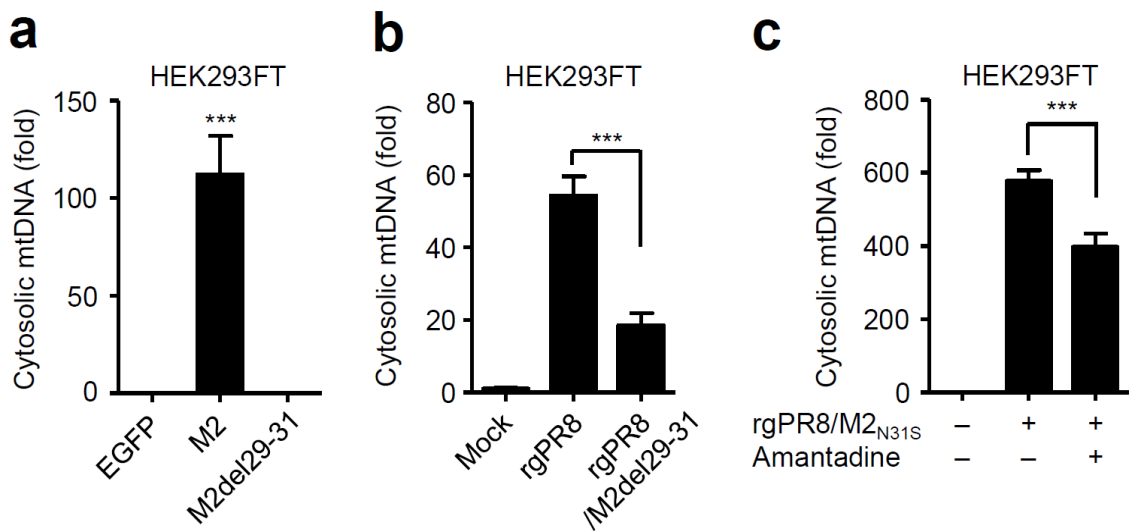 a
HEK293FT
Cytosolic mtDNA (fold)
150
100
50
0
***
EGFP
M2
M2del29-31
b
HEK293FT
Cytosolic mtDNA (fold)
80
60
40
20
0
***
Mock
rgPR8
rgPR8
/M2del29-31
c
HEK293FT
Cytosolic mtDNA (fold)
800
600
400
200
0
***
rgPR8/M2N31S – + +
Amantadine – – +